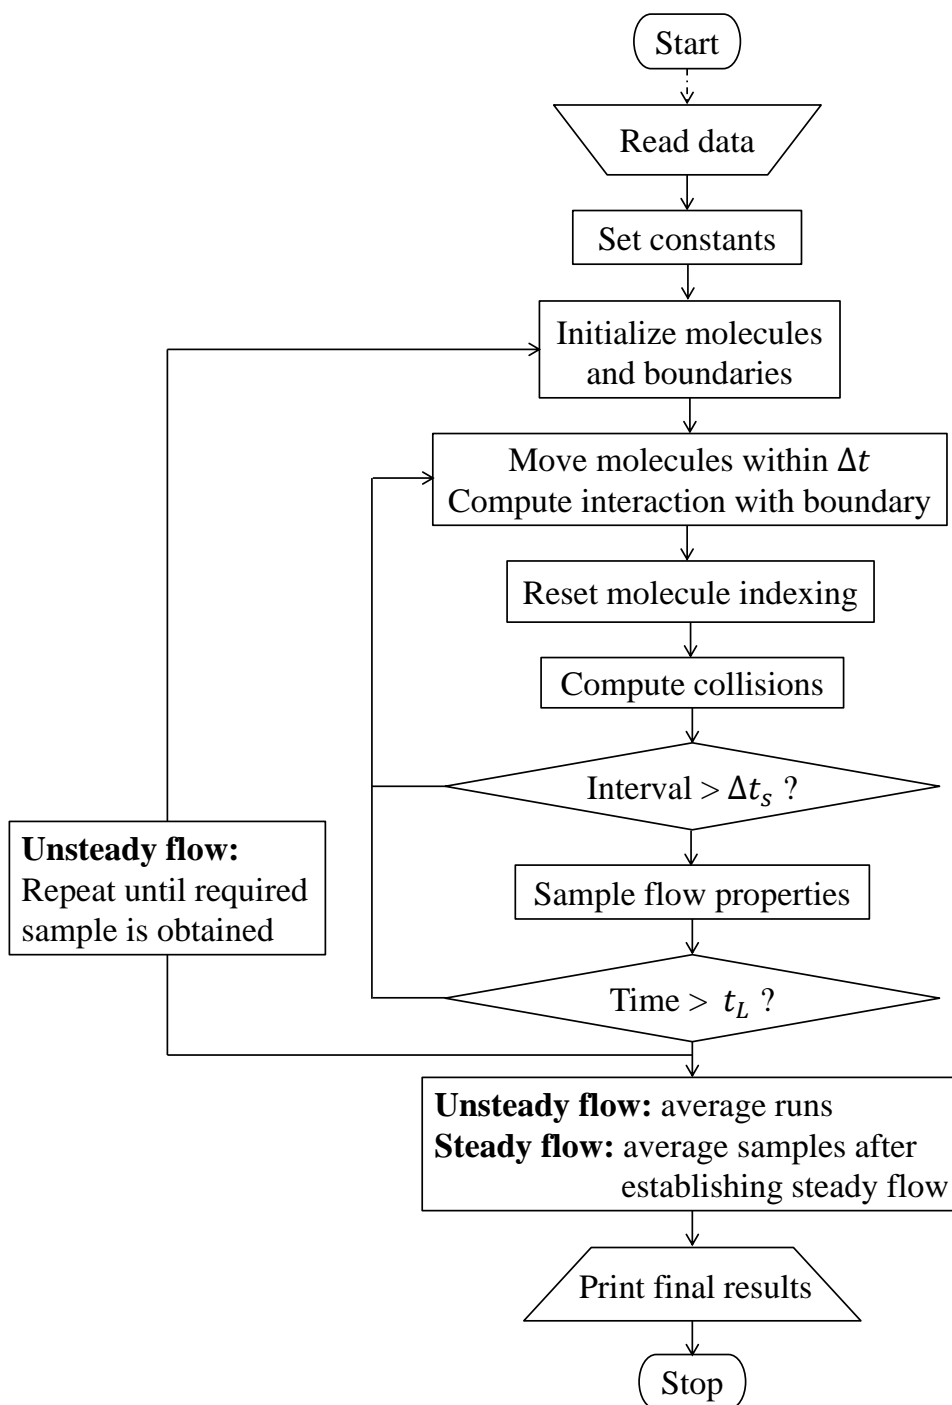 Start
Read data
Set constants
Initialize molecules
and boundaries
Move molecules within Δt
Compute interaction with boundary
Reset molecule indexing
Compute collisions
Interval > Δtₛ ?
Unsteady flow:
Repeat until required
sample is obtained
Sample flow properties
Time > t_L ?
Unsteady flow: average runs
Steady flow: average samples after
establishing steady flow
Print final results
Stop